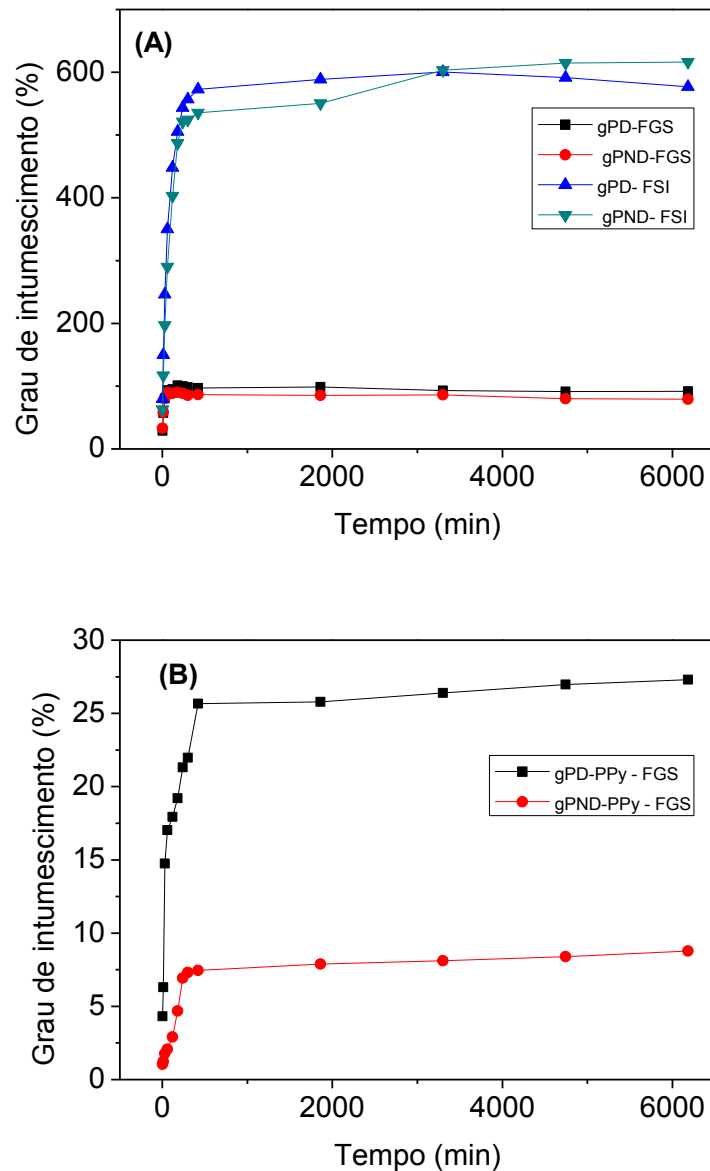 (A)
Grau de intumescimento (%)
600
400
200
0
gPD-FGS
gPND-FGS
gPD- FSI
gPND- FSI
0 2000 4000 6000
Tempo (min)
(B)
Grau de intumescimento (%)
30
25
20
15
10
5
0
gPD-PPy - FGS
gPND-PPy - FGS
0 2000 4000 6000
Tempo (min)